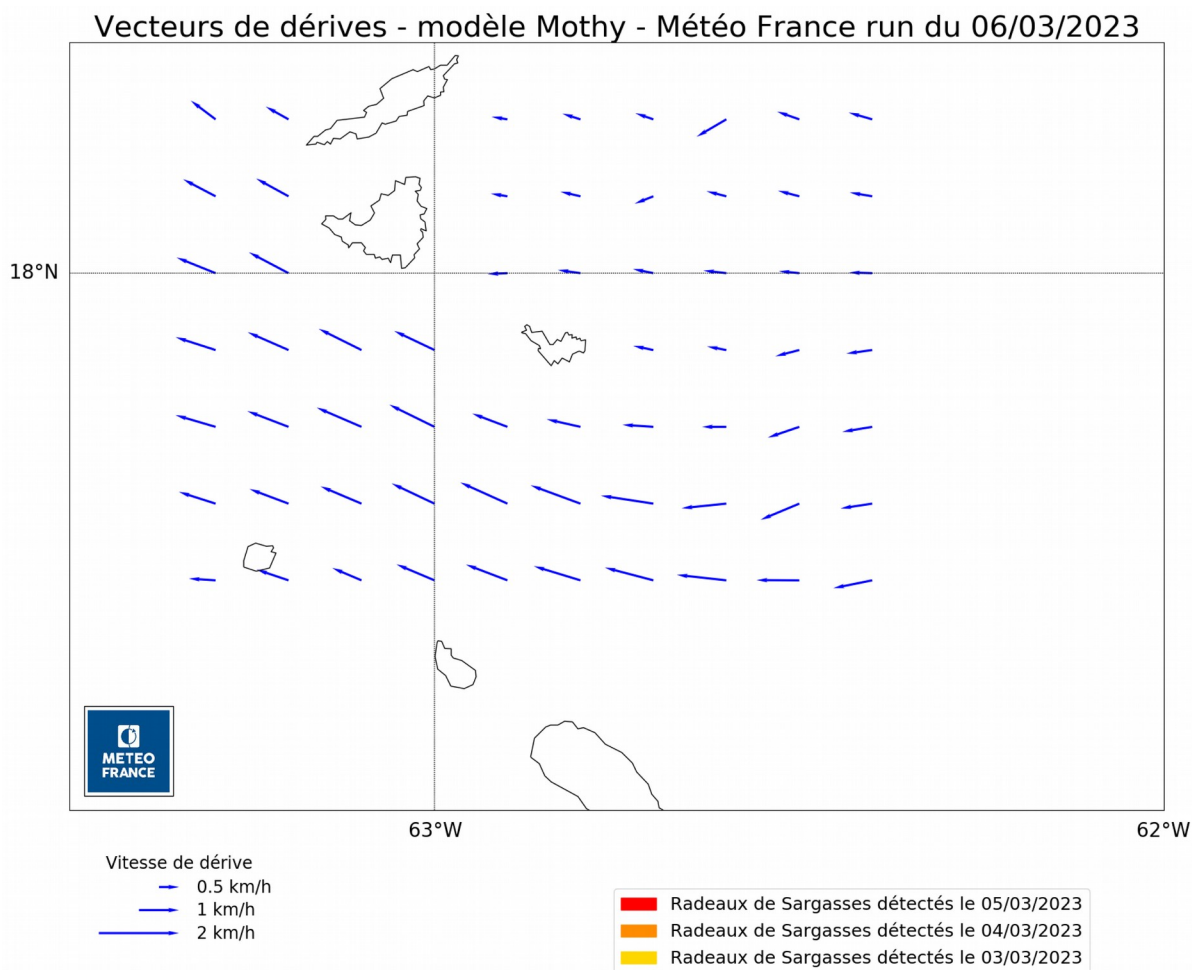 Vecteurs de dérives - modèle Mothy - Météo France run du 06/03/2023
18°N
METEO
FRANCE
63°W
62°W
Vitesse de dérive
0.5 km/h
1 km/h
2 km/h
Radeaux de Sargasses détectés le 05/03/2023
Radeaux de Sargasses détectés le 04/03/2023
Radeaux de Sargasses détectés le 03/03/2023